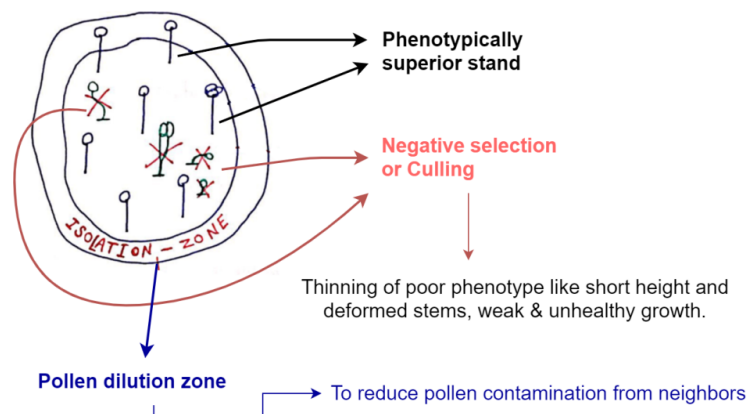 Phenotypically
superior stand
Negative selection
or Culling
ISOLATION - ZONE
Thinning of poor phenotype like short height and
deformed stems, weak & unhealthy growth.
Pollen dilution zone
To reduce pollen contamination from neighbors